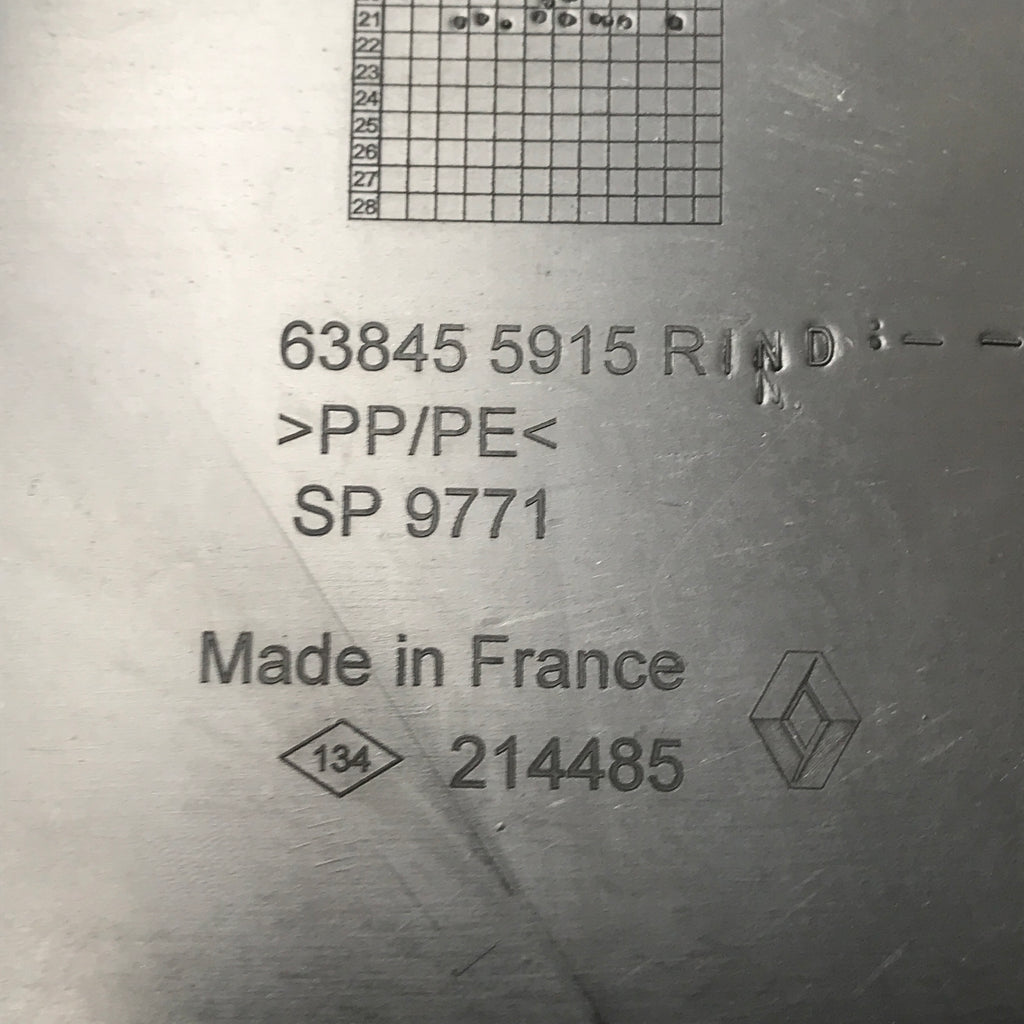 21
22
23
24
25
26
27
28
63845 5915 R IND :- -
N.
>PP/PE<
SP 9771
Made in France
134 214485